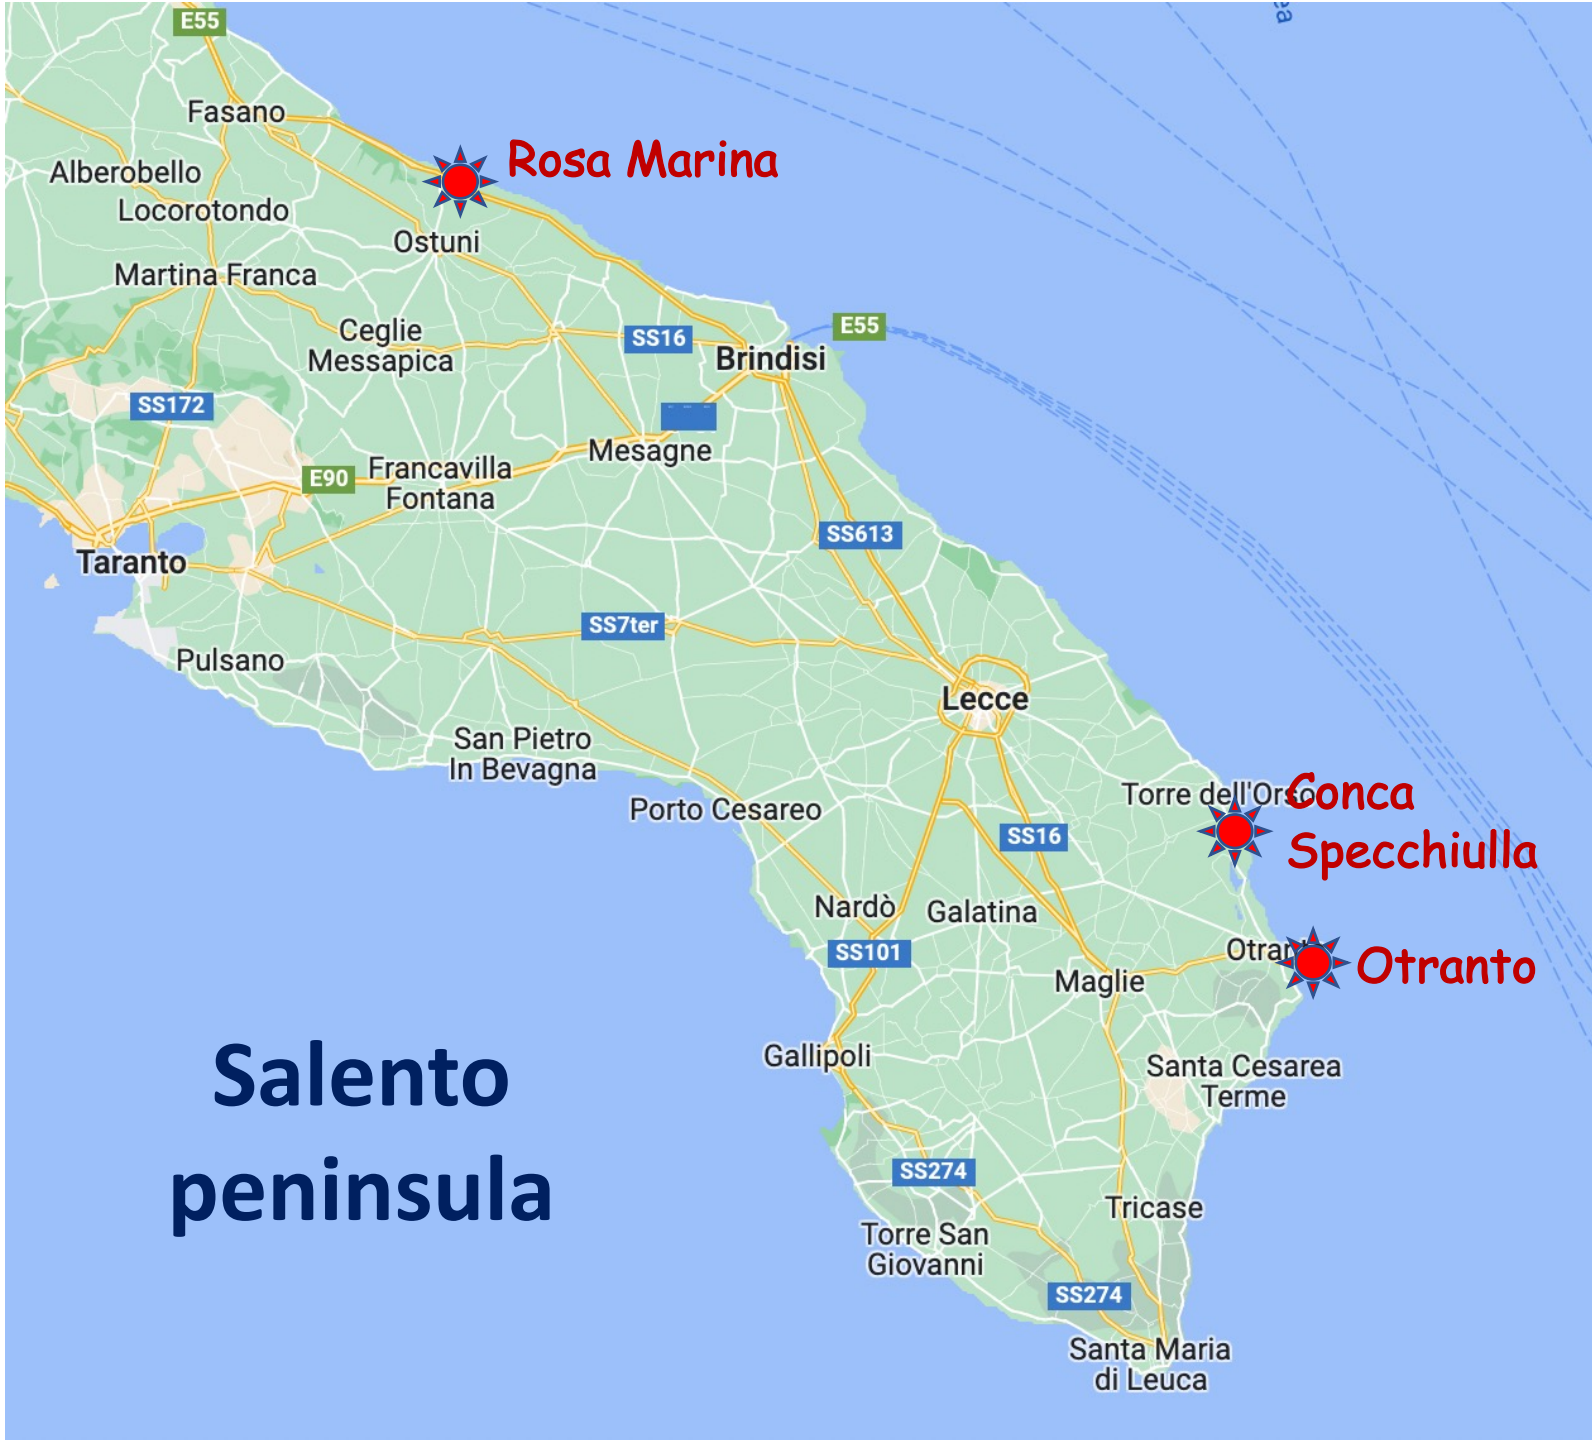 E55
ea
Fasano
Rosa Marina
Alberobello
Locorotondo
Ostuni
Martina Franca
E55
Ceglie
Messapica
SS16
Brindisi
SS172
Mesagne
Francavilla
Fontana
E90
SS613
Taranto
SS7ter
Pulsano
Lecce
San Pietro
In Bevagna
Torre dell'Orso
Conca
Specchiulla
Porto Cesareo
SS16
Nardò
Galatina
SS101
Otranto
Otranto
Maglie
Gallipoli
Santa Cesarea
Terme
Salento
peninsula
SS274
Tricase
Torre San
Giovanni
SS274
Santa Maria
di Leuca